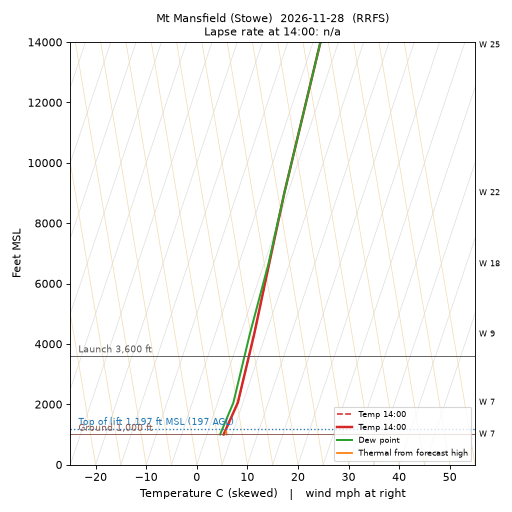 Mt Mansfield (Stowe)  2026-11-28  (RRFS)
Lapse rate at 14:00: n/a
14000
12000
10000
8000
6000
4000
2000
0
Feet MSL
W 25
W 22
W 18
W 9
W 7
W 7
Launch 3,600 ft
Top of lift 1,197 ft MSL (197 AGL)
Ground 1,000 ft
Temp 14:00
Temp 14:00
Dew point
Thermal from forecast high
−20 −10 0 10 20 30 40 50
Temperature C (skewed)   |   wind mph at right